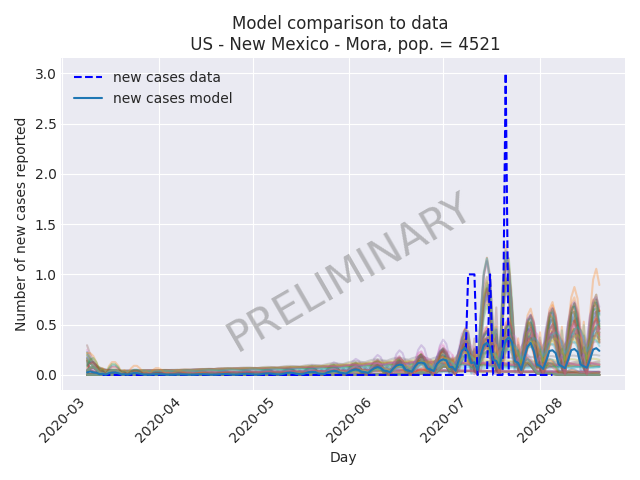 Model comparison to data
US - New Mexico - Mora, pop. = 4521
new cases data
new cases model
Number of new cases reported
3.0
2.5
2.0
1.5
1.0
0.5
0.0
PRELIMINARY
2020-03
2020-04
2020-05
2020-06
2020-07
2020-08
Day